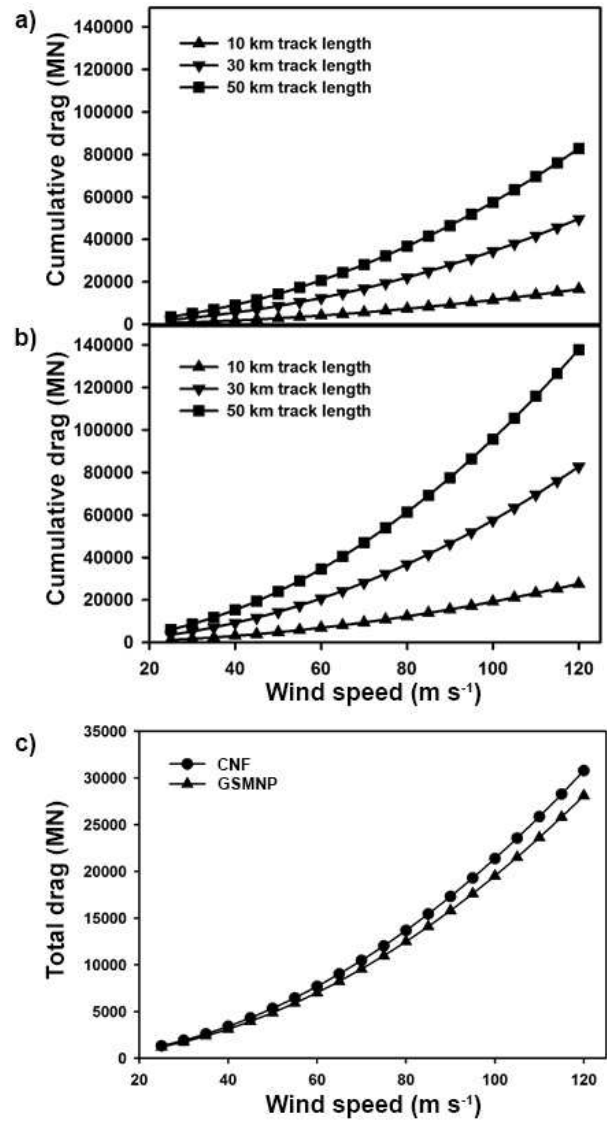 a)
Cumulative drag (MN)
140000
120000
100000
80000
60000
40000
20000
0
10 km track length
30 km track length
50 km track length
b)
Cumulative drag (MN)
140000
120000
100000
80000
60000
40000
20000
0
10 km track length
30 km track length
50 km track length
20 40 60 80 100 120
Wind speed (m s⁻¹)
c)
Total drag (MN)
35000
30000
25000
20000
15000
10000
5000
0
CNF
GSMNP
20 40 60 80 100 120
Wind speed (m s⁻¹)